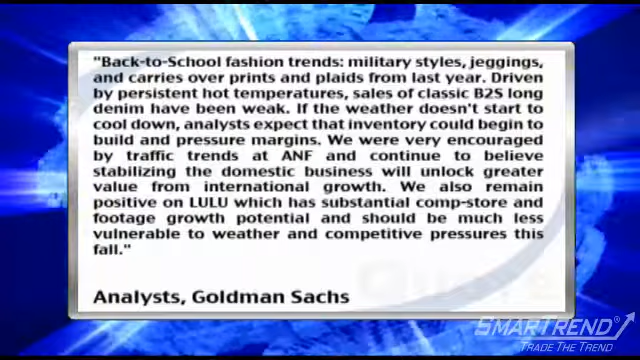 "Back-to-School fashion trends: military styles, jeggings,
and carries over prints and plaids from last year. Driven
by persistent hot temperatures, sales of classic B2S long
denim have been weak. If the weather doesn't start to
cool down, analysts expect that inventory could begin to
build and pressure margins. We were very encouraged
by traffic trends at ANF and continue to believe
stabilizing the domestic business will unlock greater
value from international growth. We also remain
positive on LULU which has substantial comp-store and
footage growth potential and should be much less
vulnerable to weather and competitive pressures this
fall."
Analysts, Goldman Sachs
SMARTREND®
TRADE THE TREND